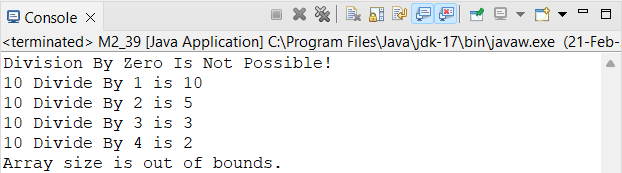 Console
<terminated> M2_39 [Java Application] C:\Program Files\Java\jdk-17\bin\javaw.exe (21-Feb-
Division By Zero Is Not Possible!
10 Divide By 1 is 10
10 Divide By 2 is 5
10 Divide By 3 is 3
10 Divide By 4 is 2
Array size is out of bounds.